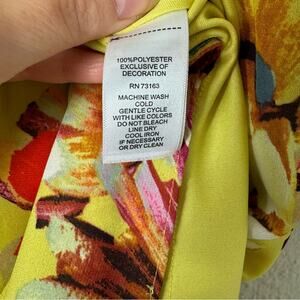 100%POLYESTER
EXCLUSIVE OF
DECORATION
RN 73163
MACHINE WASH
COLD
GENTLE CYCLE
WITH LIKE COLORS
DO NOT BLEACH
LINE DRY
COOL IRON
IF NECESSARY
OR DRY CLEAN